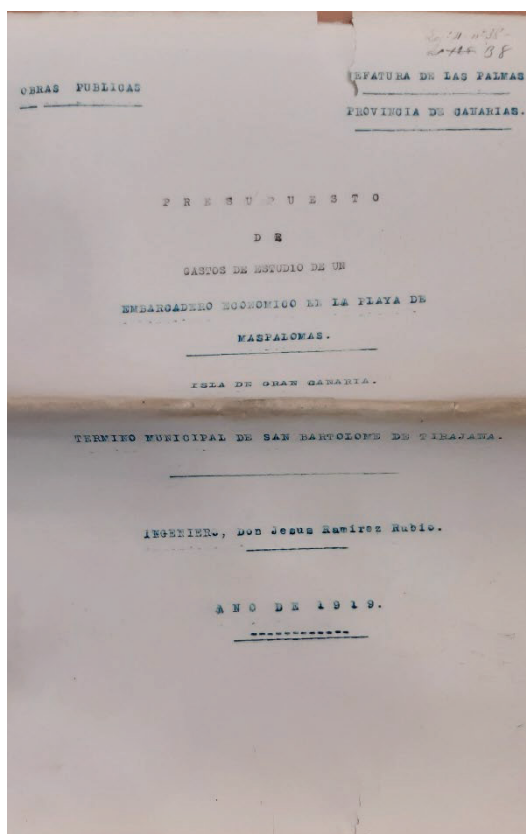 OBRAS PUBLICAS
JEFATURA DE LAS PALMAS
PROVINCIA DE CANARIAS.
P R E S U P U E S T O
D E
GASTOS DE ESTUDIO DE UN
EMBARCADERO ECONOMICO EN LA PLAYA DE
MASPALOMAS.
ISLA DE GRAN CANARIA.
TERMINO MUNICIPAL DE SAN BARTOLOME DE TIRAJANA.
INGENIERO, Don Jesus Ramirez Rubio.
AÑO DE 1919.